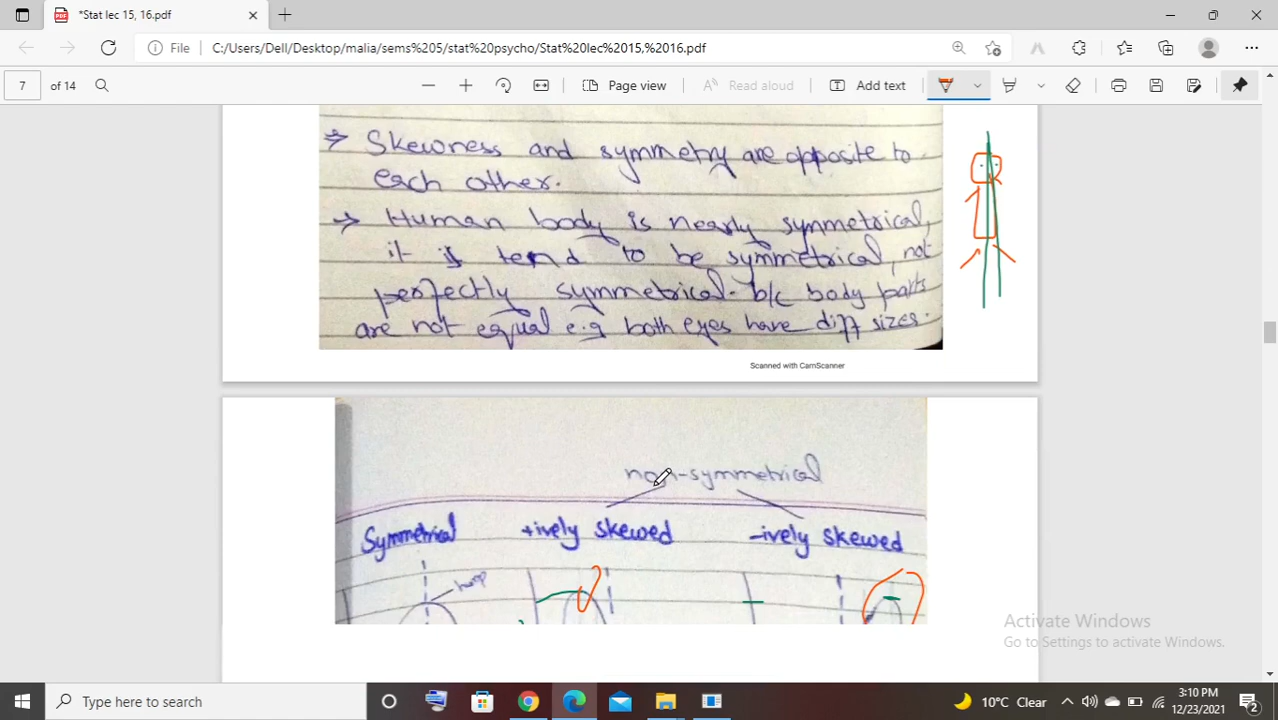 *Stat lec 15, 16.pdf
File C:/Users/Dell/Desktop/malia/sems%205/stat%20psycho/Stat%20lec%2015,%2016.pdf
7 of 14 Page view Read aloud Add text
⇒ Skewness and symmetry are opposite to
each other.
⇒ Human body is nearly symmetrical,
it is tend to be symmetrical, not
perfectly symmetrical. b/c body parts
are not equal e.g both eyes have diff sizes.
Scanned with CamScanner
non-symmetrical
Symmetrical +ively skewed -ively skewed
hump
Activate Windows
Go to Settings to activate Windows.
Type here to search
10°C Clear
3:10 PM
12/23/2021
2